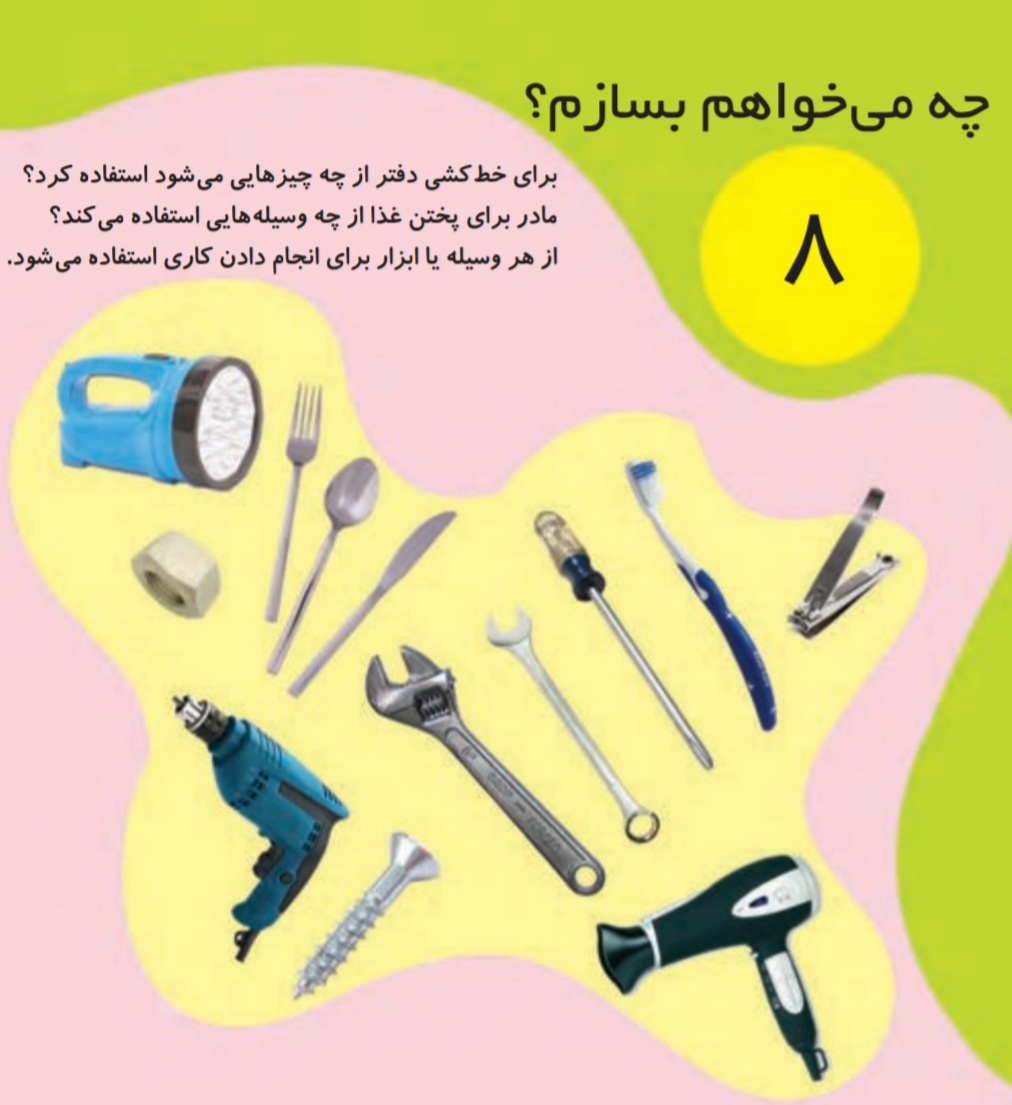 چه می‌خواهم بسازم؟
۸
برای خط‌کشی دفتر از چه چیزهایی می‌شود استفاده کرد؟
مادر برای پختن غذا از چه وسیله‌هایی استفاده می‌کند؟
از هر وسیله یا ابزار برای انجام دادن کاری استفاده می‌شود.